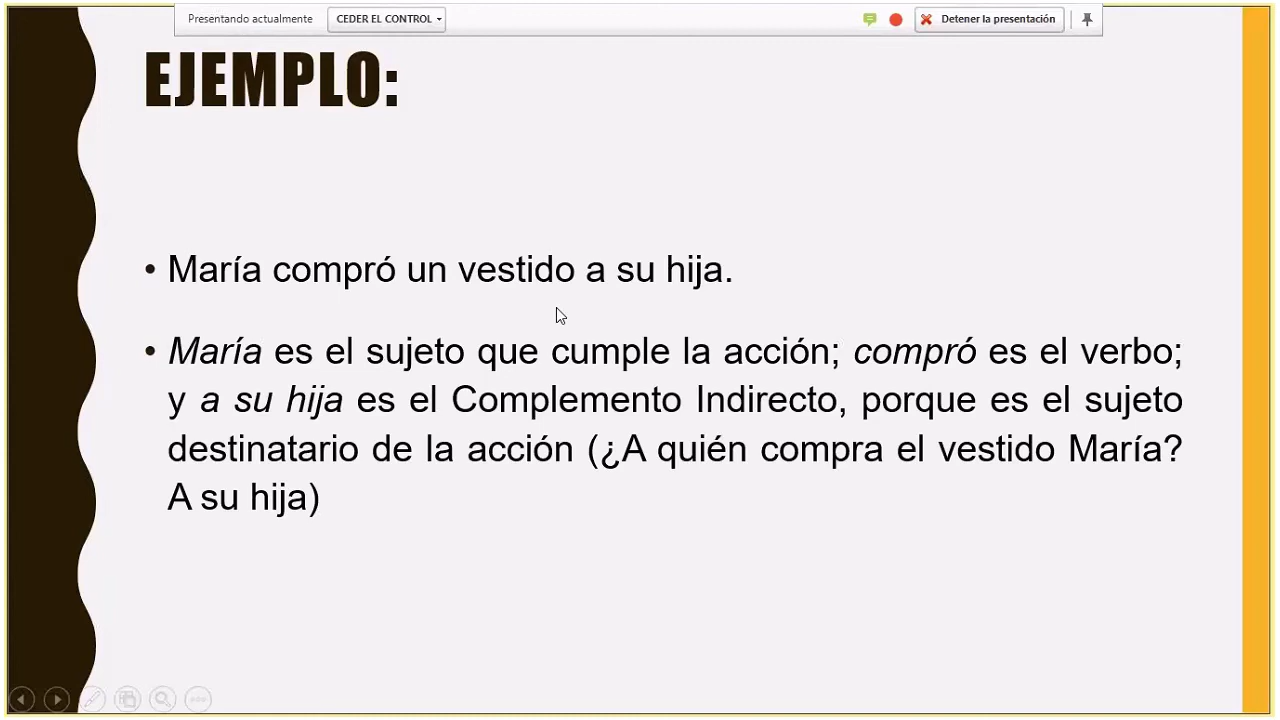 Presentando actualmente CEDER EL CONTROL Detener la presentación
EJEMPLO:
• María compró un vestido a su hija.
• María es el sujeto que cumple la acción; compró es el verbo;
y a su hija es el Complemento Indirecto, porque es el sujeto
destinatario de la acción (¿A quién compra el vestido María?
A su hija)